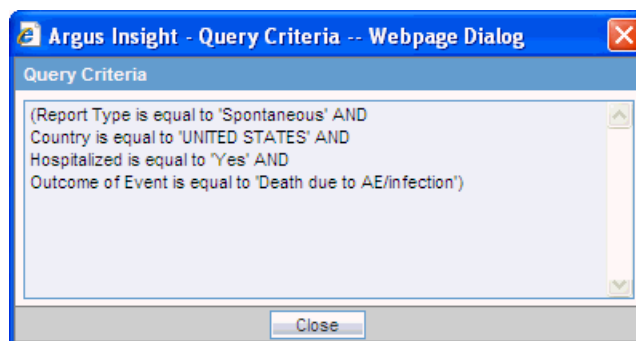 Argus Insight - Query Criteria -- Webpage Dialog
Query Criteria
(Report Type is equal to 'Spontaneous' AND
Country is equal to 'UNITED STATES' AND
Hospitalized is equal to 'Yes' AND
Outcome of Event is equal to 'Death due to AE/infection')
Close